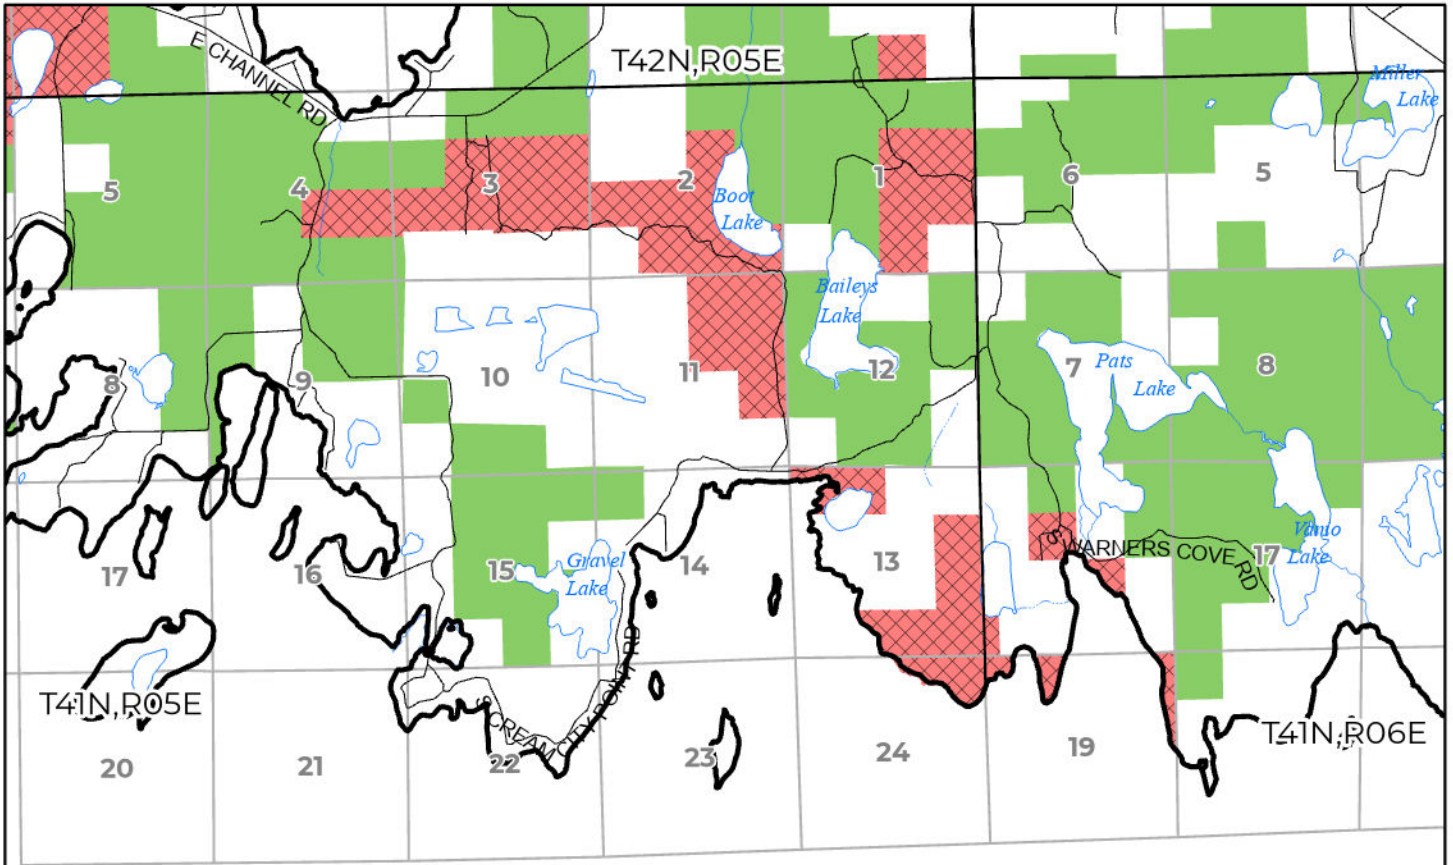 E CHANNEL RD
T42N,R05E
Miller
Lake
5
4
3
2
1
6
5
Boot
Lake
Baileys
Lake
8
9
10
11
12
7
Pats
Lake
8
17
16
15
Gravel
Lake
14
13
S WARNERS COVE RD
17
Vanio
Lake
T41N,R05E
S CREAM CITY POINT RD
T41N,R06E
20
21
22
23
24
19